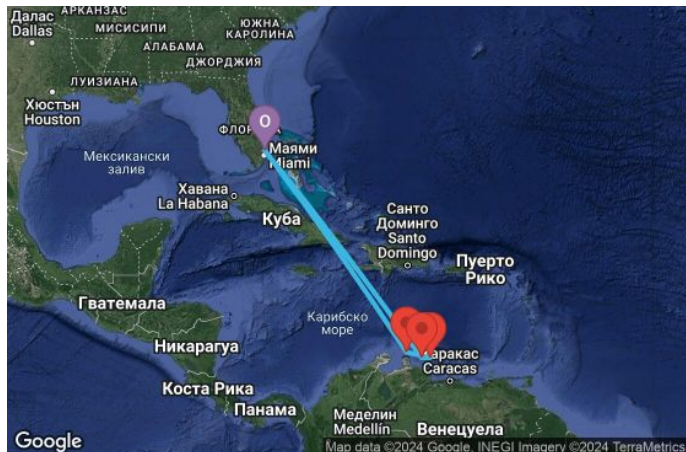 Далас
Dallas
АРКАНЗАС
МИСИСИПИ
АЛАБАМА
ЮЖНА
КАРОЛИНА
ДЖОРДЖИЯ
ЛУИЗИАНА
Хюстън
Houston
O
Маями
Miami
Мексикански
залив
Хавана
La Habana
Куба
Санто
Доминго
Santo
Domingo
Пуерто
Рико
Гватемала
Карибско
море
Никарагуа
Caracas
Коста Рика
Панама
Меделин
Medellín
Венецуела
Google
Map data ©2024 Google, INEGI Imagery ©2024 TerraMetrics